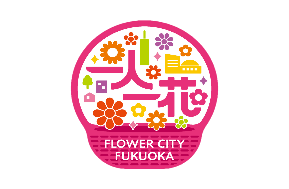 一人一花
FLOWER CITY
FUKUOKA